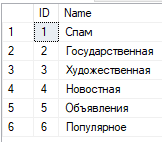 ID Name
1 1 Спам
2 2 Государственная
3 3 Художественная
4 4 Новостная
5 5 Объявления
6 6 Популярное